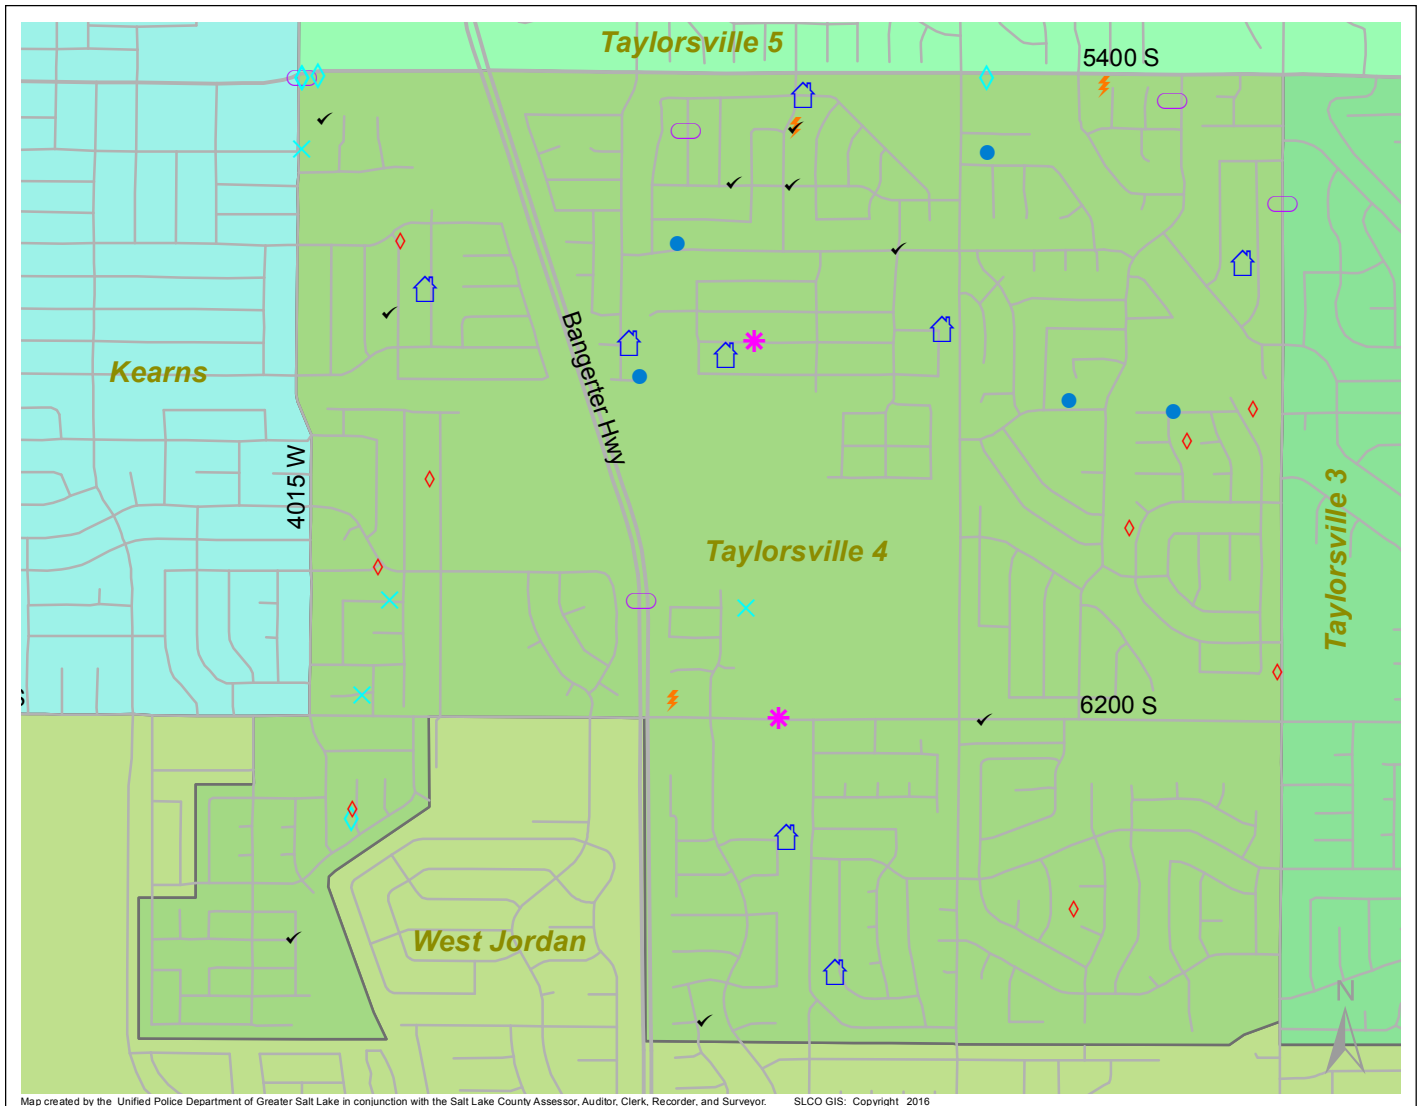 Taylorsville 5
5400 S
Bangerter Hwy
Kearns
4015 W
Taylorsville 4
Taylorsville 3
6200 S
West Jordan
N
Map created by the Unified Police Department of Greater Salt Lake in conjunction with the Salt Lake County Assessor, Auditor, Clerk, Recorder, and Surveyor. SLCO GIS: Copyright 2016